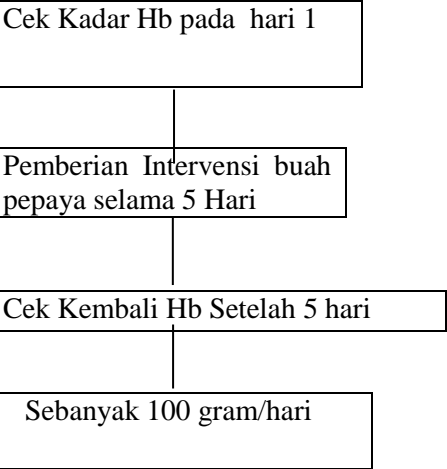 Cek Kadar Hb pada hari 1
Pemberian Intervensi buah
pepaya selama 5 Hari
Cek Kembali Hb Setelah 5 hari
Sebanyak 100 gram/hari